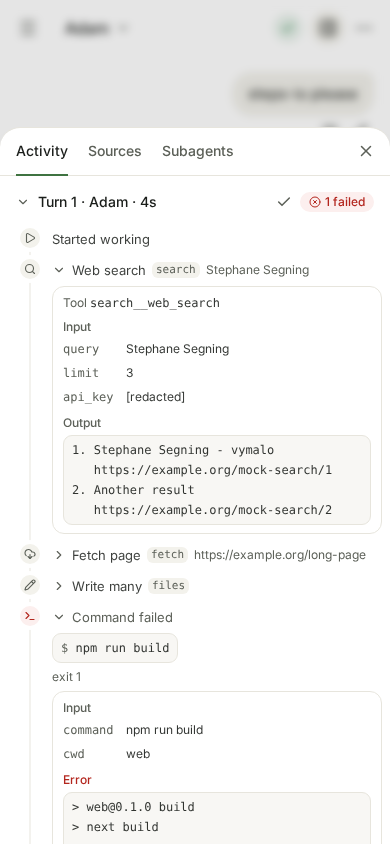 Adam
steps to please
Activity Sources Subagents
Turn 1 · Adam · 4s 1 failed
Started working
Web search search Stephane Segning
Tool search__web_search
Input
query Stephane Segning
limit 3
api_key [redacted]
Output
1. Stephane Segning - vymalo
https://example.org/mock-search/1
2. Another result
https://example.org/mock-search/2
Fetch page fetch https://example.org/long-page
Write many files
Command failed
$ npm run build
exit 1
Input
command npm run build
cwd web
Error
> web@0.1.0 build
> next build